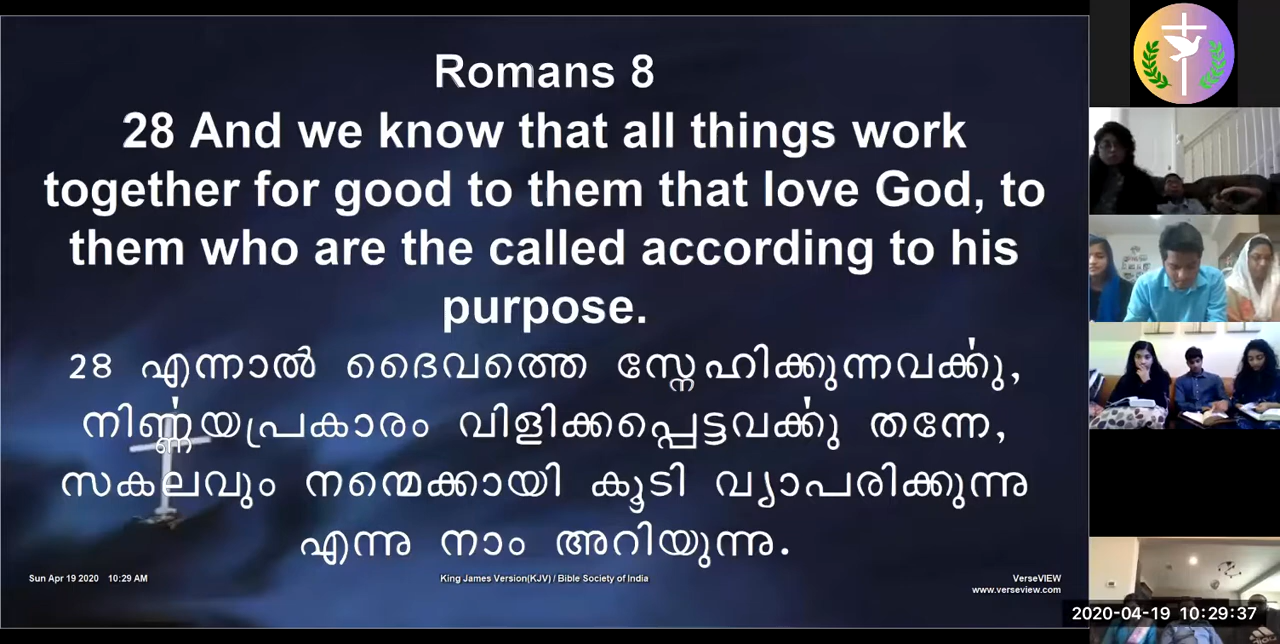 Romans 8
28 And we know that all things work
together for good to them that love God, to
them who are the called according to his
purpose.
28 എന്നാൽ ദൈവത്തെ സ്നേഹിക്കുന്നവൎക്കു,
നിൎണ്ണയപ്രകാരം വിളിക്കപ്പെട്ടവൎക്കു തന്നേ,
സകലവും നന്മെക്കായി കൂടി വ്യാപരിക്കുന്നു
എന്നു നാം അറിയുന്നു.
Sun Apr 19 2020 10:29 AM
King James Version(KJV) / Bible Society of India
VerseVIEW
www.verseview.com
2020-04-19 10:29:37